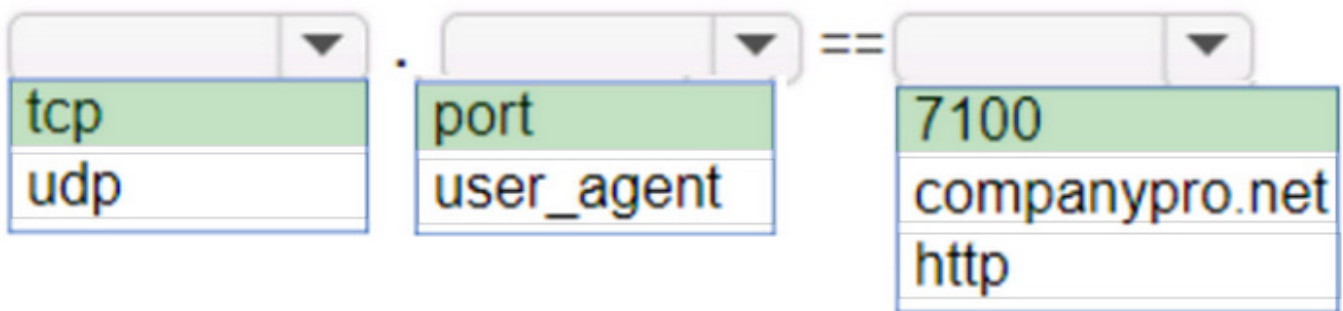 . ==
tcp
udp
port
user_agent
7100
companypro.net
http